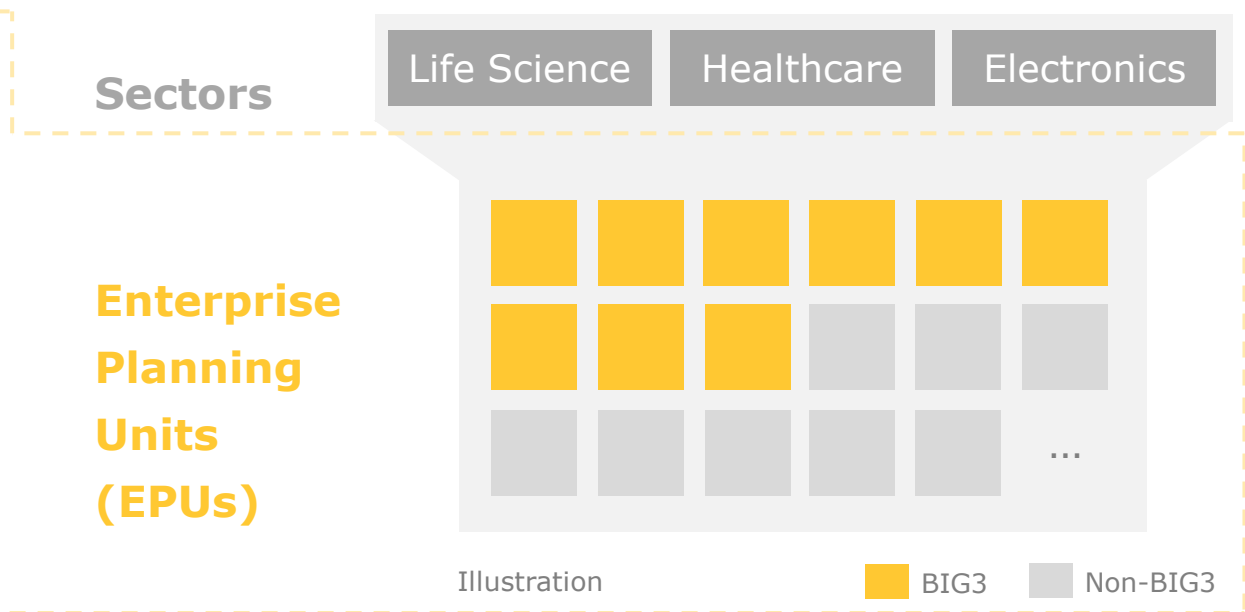 Sectors
Life Science
Healthcare
Electronics
Enterprise
Planning
Units
(EPUs)
...
Illustration
BIG3
Non-BIG3